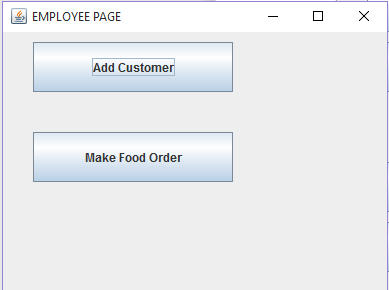 EMPLOYEE PAGE
Add Customer
Make Food Order